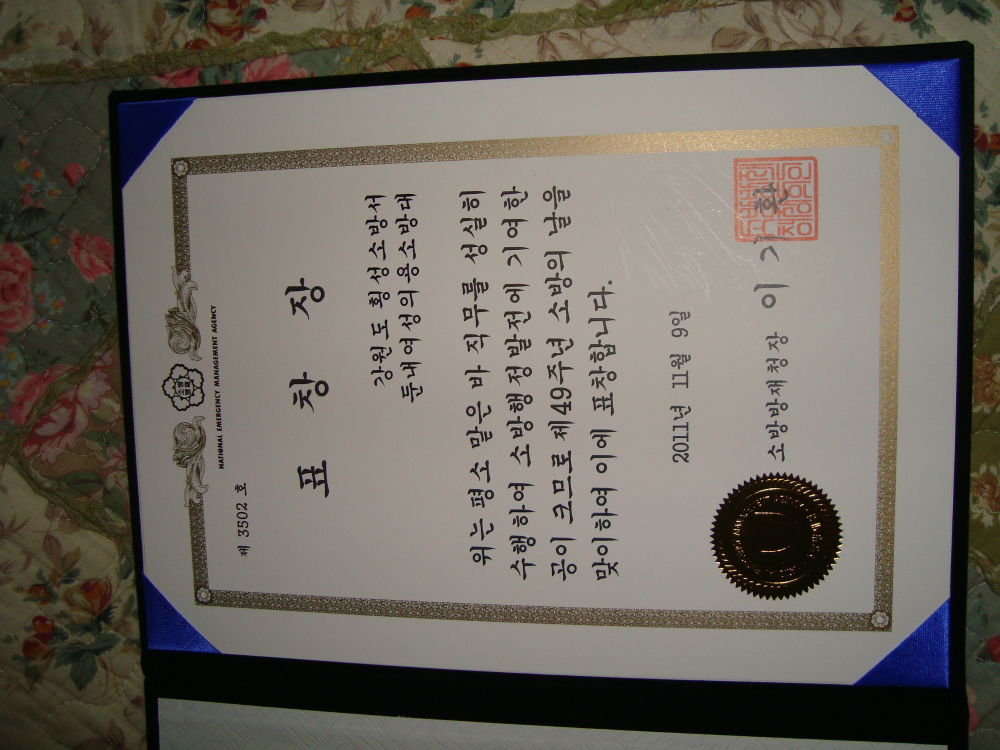 NATIONAL EMERGENCY MANAGEMENT AGENCY
제 3502 호
표 창 장
강원도 횡성소방서
둔내여성의용소방대
위는 평소 맡은 바 직무를 성실히
수행하여 소방행정발전에 기여한
공이 크므로 제49주년 소방의 날을
맞이하여 이에 표창합니다.
2011년 11월 9일
소방방재청장 이 기 환